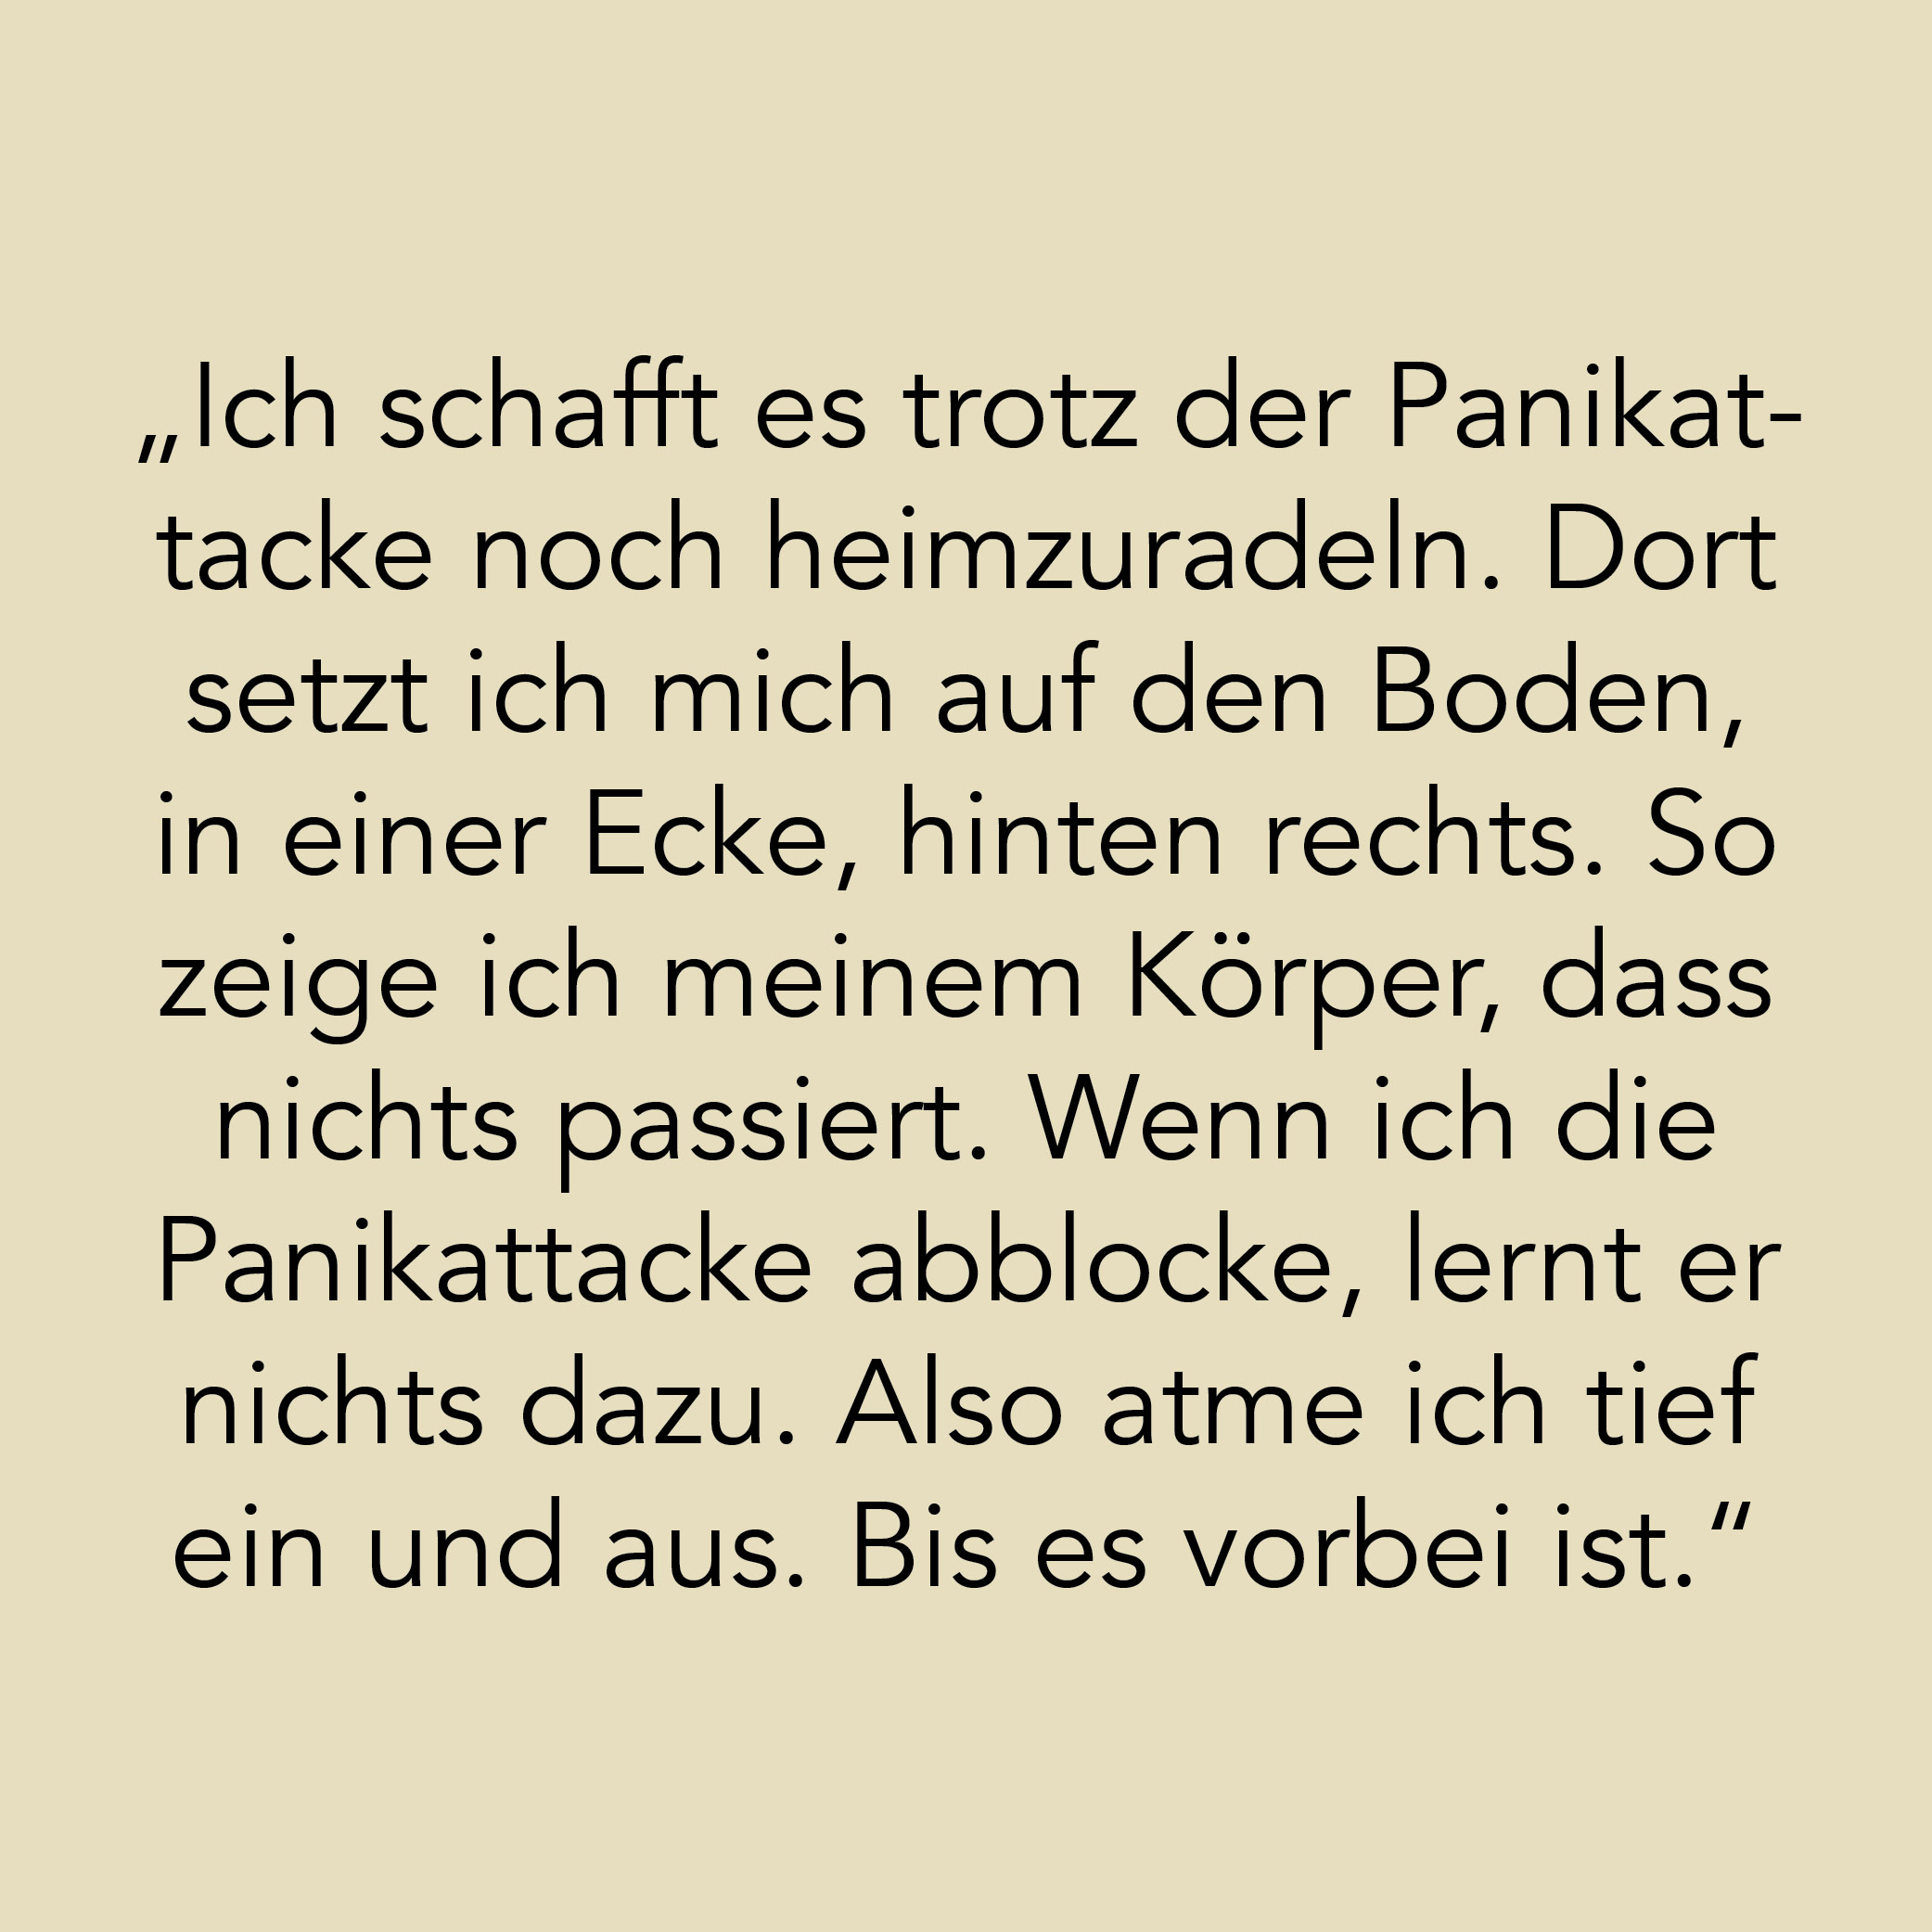 „Ich schafft es trotz der Panikat-
tacke noch heimzuradeln. Dort
setzt ich mich auf den Boden,
in einer Ecke, hinten rechts. So
zeige ich meinem Körper, dass
nichts passiert. Wenn ich die
Panikattacke abblocke, lernt er
nichts dazu. Also atme ich tief
ein und aus. Bis es vorbei ist.“